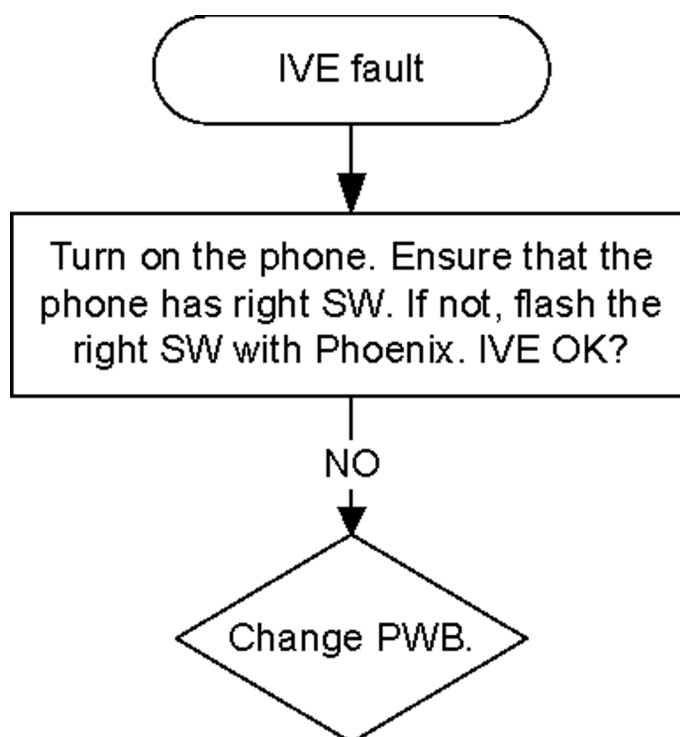 IVE fault
Turn on the phone. Ensure that the
phone has right SW. If not, flash the
right SW with Phoenix. IVE OK?
NO
Change PWB.